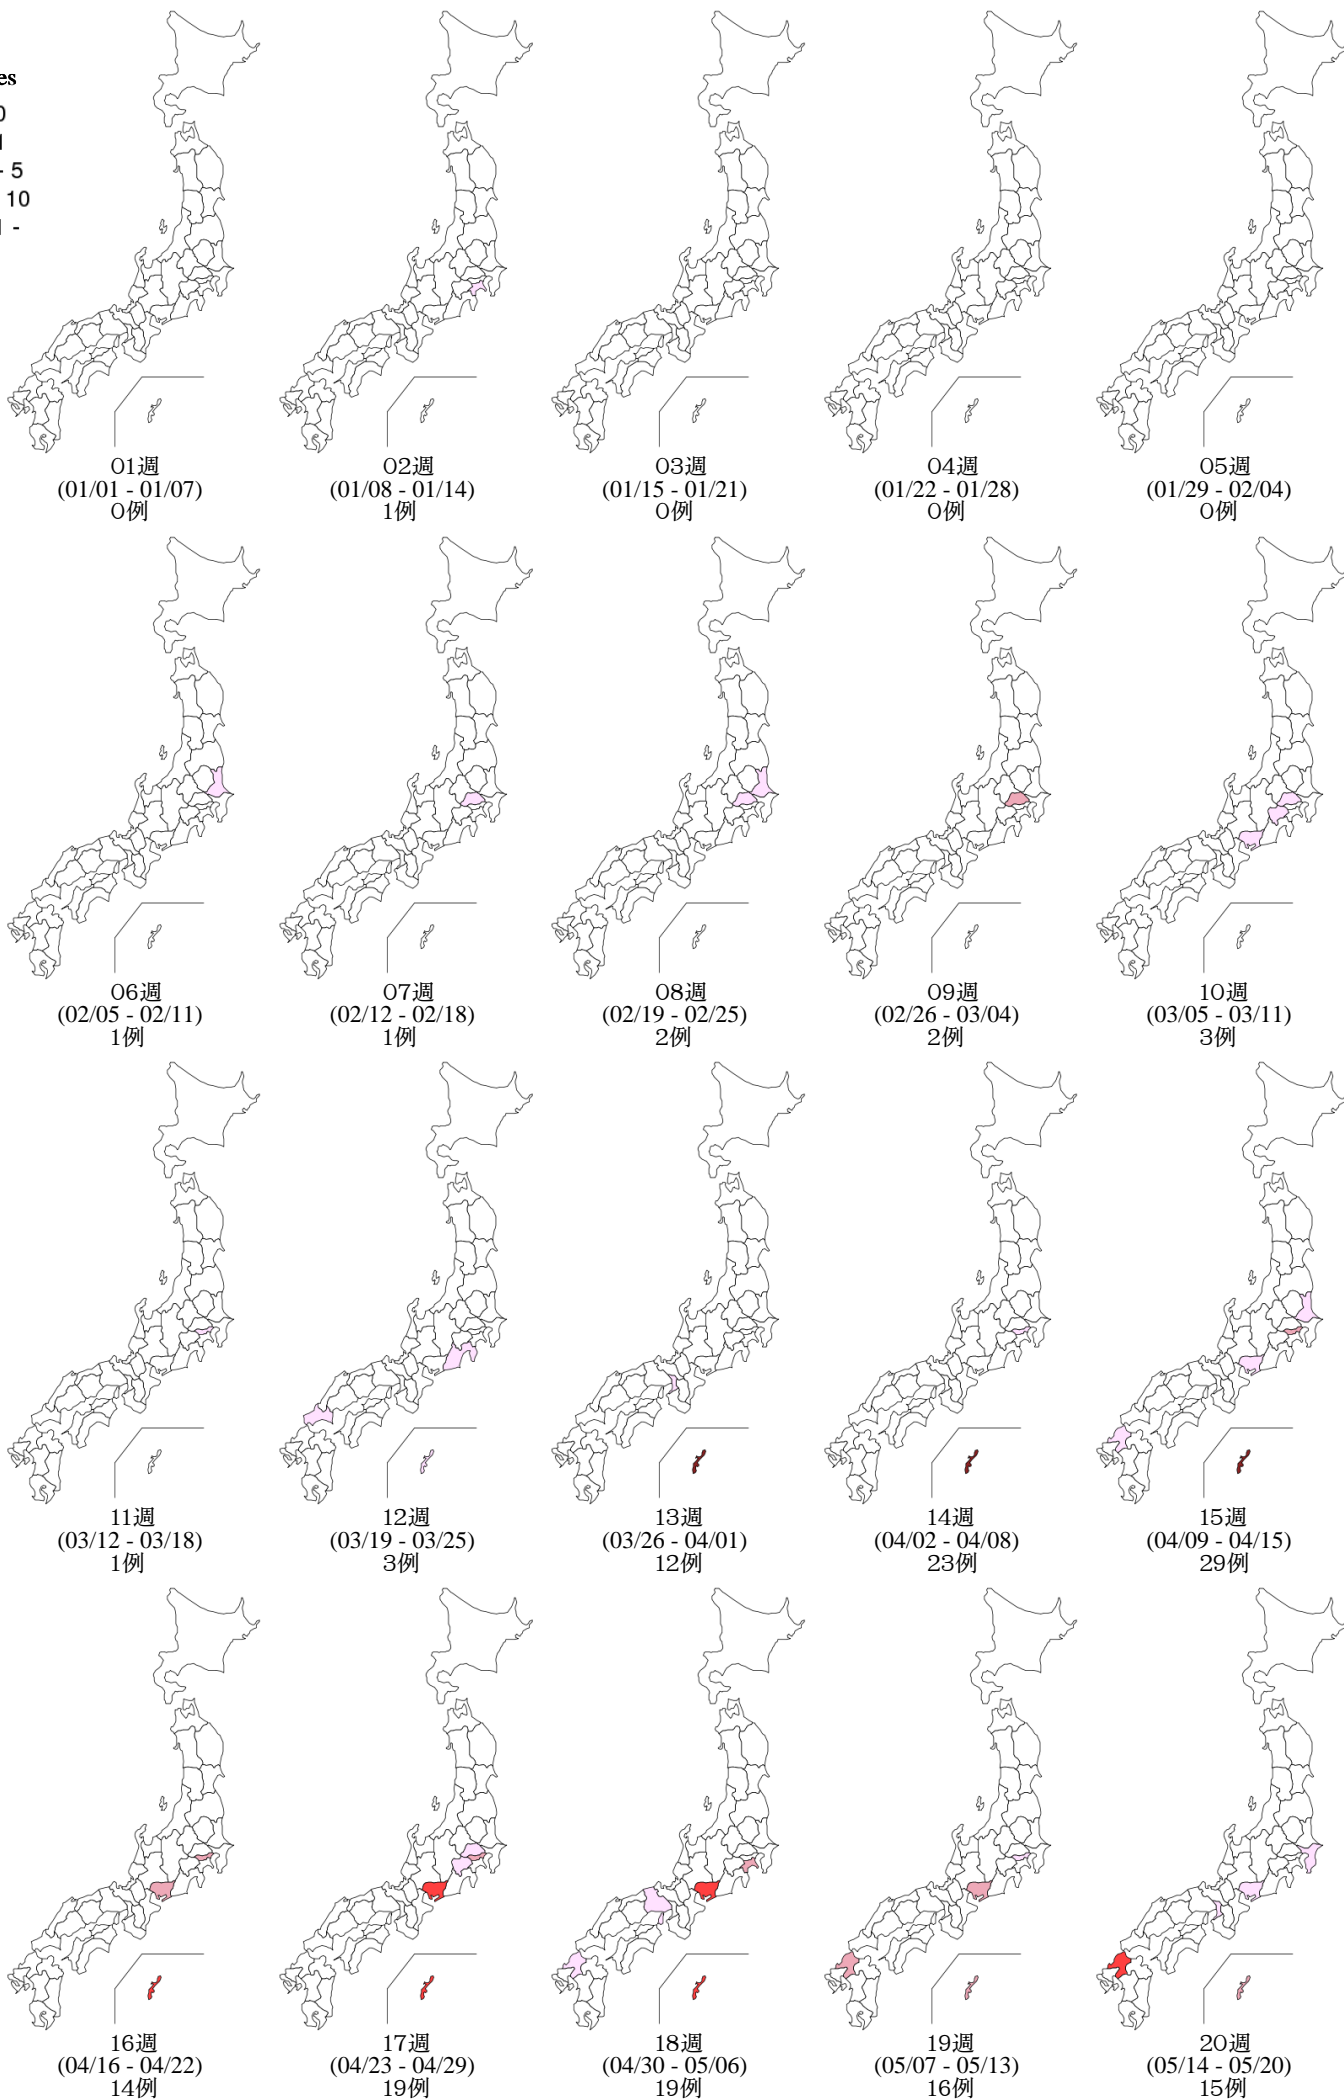 es
0
1
- 5
10
1 -
01週
(01/01 - 01/07)
0例
02週
(01/08 - 01/14)
1例
03週
(01/15 - 01/21)
0例
04週
(01/22 - 01/28)
0例
05週
(01/29 - 02/04)
0例
06週
(02/05 - 02/11)
1例
07週
(02/12 - 02/18)
1例
08週
(02/19 - 02/25)
2例
09週
(02/26 - 03/04)
2例
10週
(03/05 - 03/11)
3例
11週
(03/12 - 03/18)
1例
12週
(03/19 - 03/25)
3例
13週
(03/26 - 04/01)
12例
14週
(04/02 - 04/08)
23例
15週
(04/09 - 04/15)
29例
16週
(04/16 - 04/22)
14例
17週
(04/23 - 04/29)
19例
18週
(04/30 - 05/06)
19例
19週
(05/07 - 05/13)
16例
20週
(05/14 - 05/20)
15例